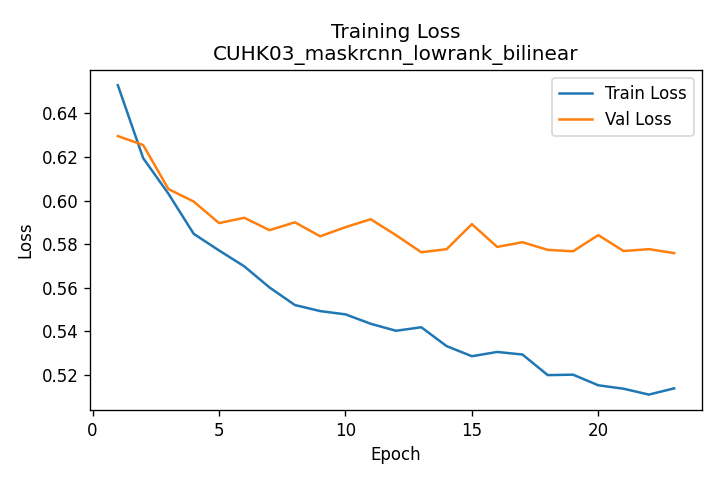 Training Loss
CUHK03_maskrcnn_lowrank_bilinear
Train Loss
Val Loss
0.64
0.62
0.60
0.58
0.56
0.54
0.52
Loss
0
5
10
15
20
Epoch